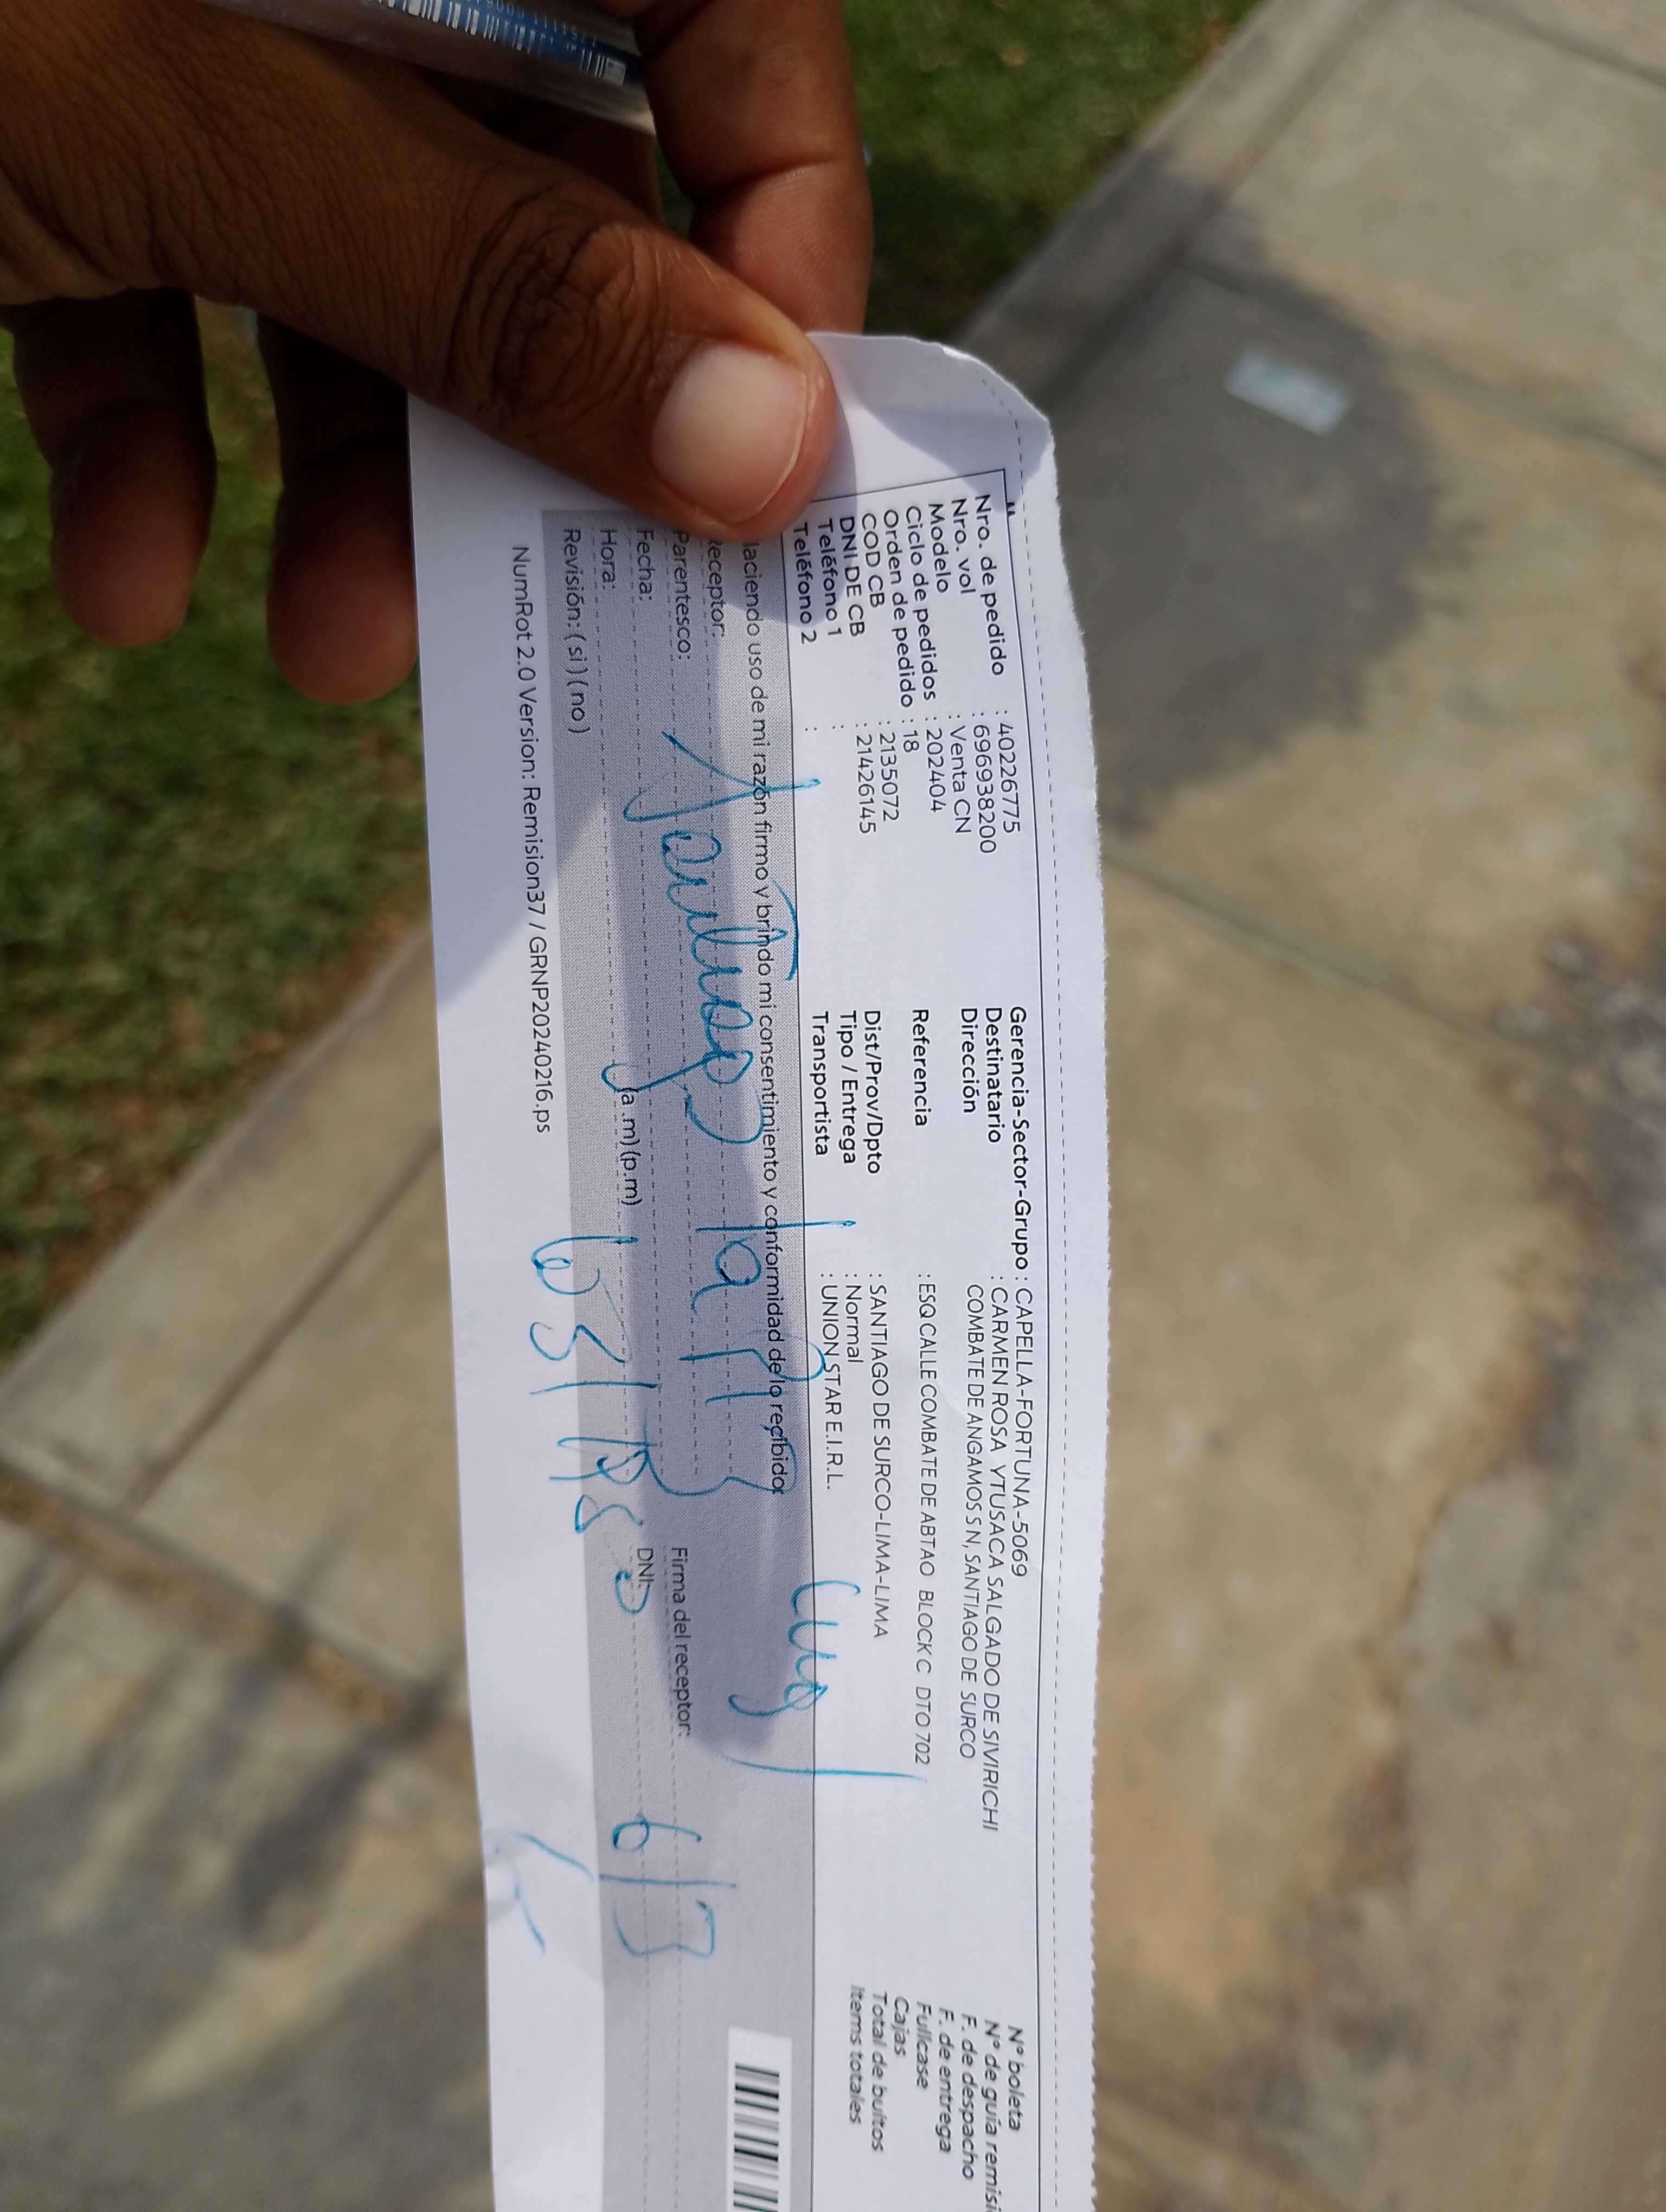 Nro. de pedido : 402267​75
Nro. vol : 696938200
Modelo : Venta CN
Ciclo de pedidos : 202404
Orden de pedido : 18
COD CB : 2135072
DNI DE CB : 21426145
Teléfono 1 :
Teléfono 2 :
Gerencia-Sector-Grupo : CAPELLA-FORTUNA-5069
Destinatario : CARMEN ROSA YTUSACA SALGADO DE SIVIRICHI
Dirección COMBATE DE ANGAMOS S N, SANTIAGO DE SURCO
Referencia : ESQ CALLE COMBATE DE ABTAO BLOCK C DTO 702
Dist/Prov/Dpto : SANTIAGO DE SURCO-LIMA-LIMA
Tipo / Entrega : Normal
Transportista : UNION STAR E.I.R.L.
N° boleta
N° de guía remisi
F. de despacho
F. de entrega
Fullcase
Cajas
Total de bultos
Items totales
Haciendo uso de mi razón firmo y brindo mi consentimiento y conformidad de lo recibido
Receptor:
Parentesco:
Fecha:
Hora: (a.m) (p.m)
Revisión: ( si ) ( no )
Firma del receptor:
DNI:
6/3
NumRot 2.0 Version: Remision37 / GRNP20240216.ps